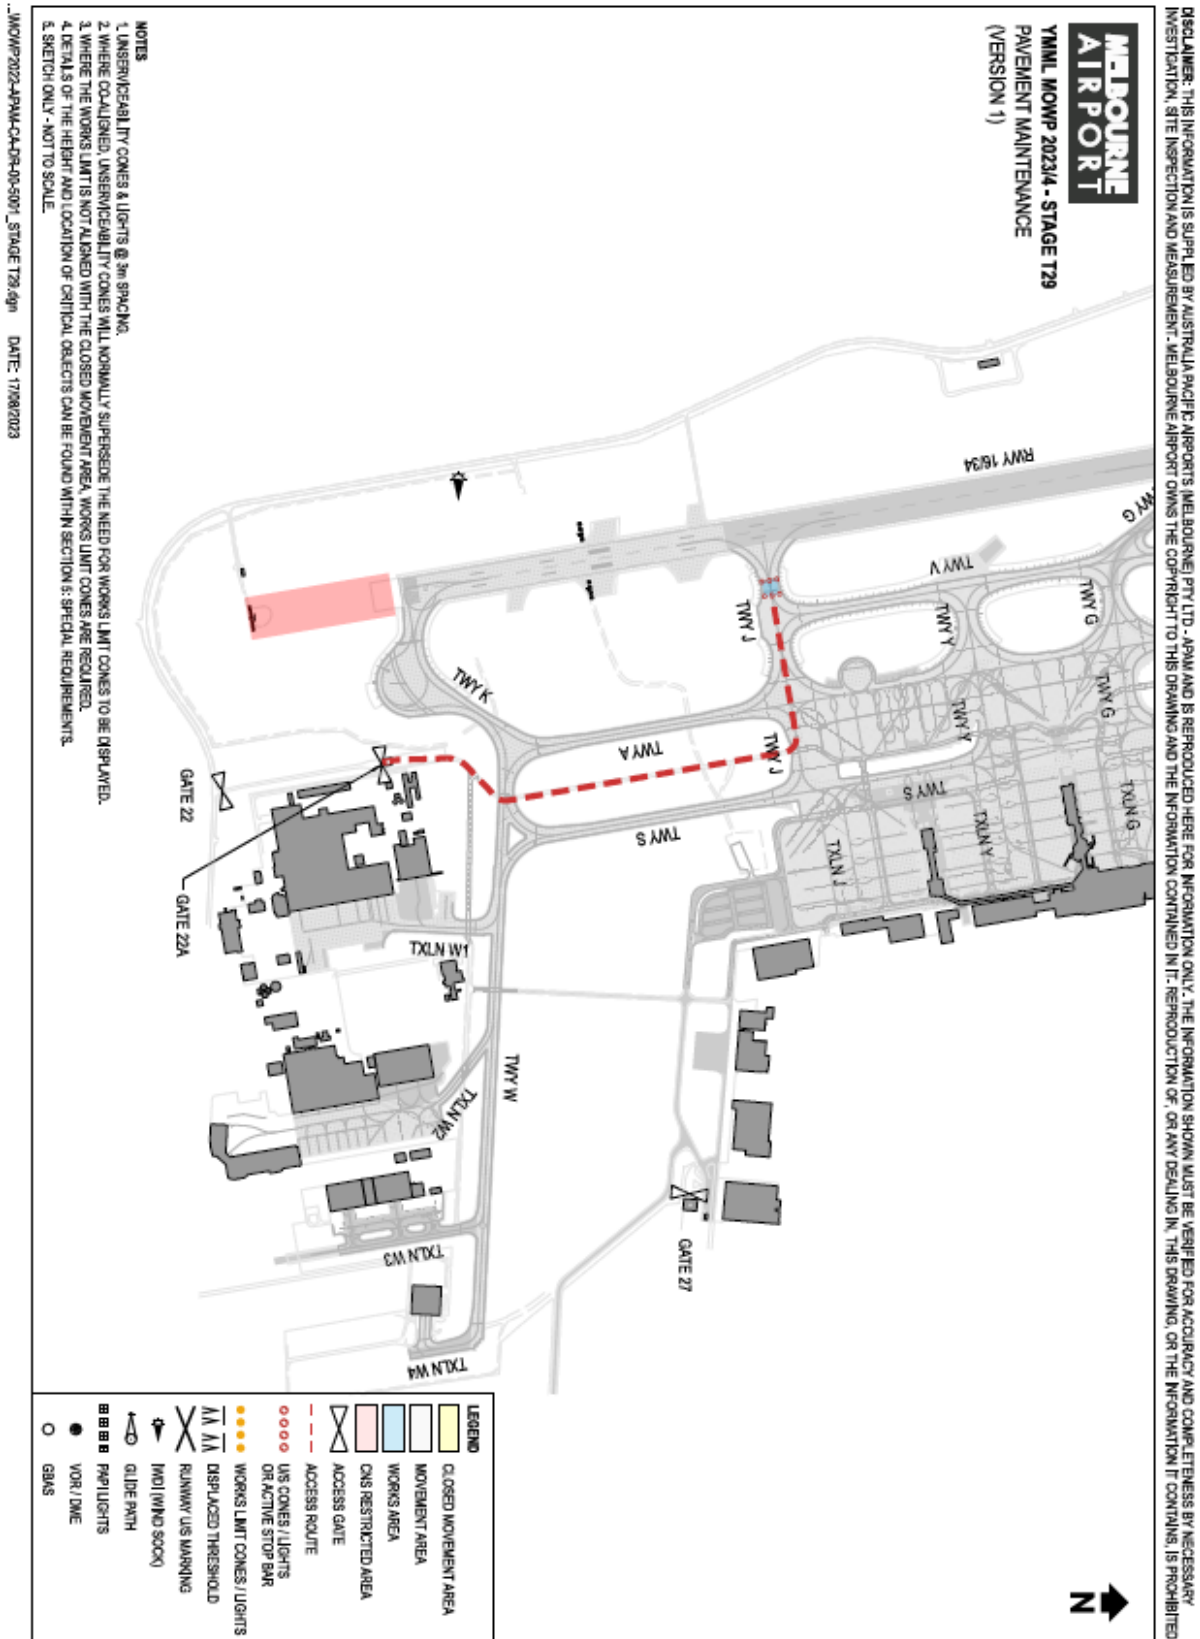 DISCLAIMER: THIS INFORMATION IS SUPPLIED BY AUSTRALIA PACIFIC AIRPORTS (MELBOURNE) PTY LTD - APAM AND IS REPRODUCED HERE FOR INFORMATION ONLY. THE INFORMATION SHOWN MUST BE VERIFIED FOR ACCURACY AND COMPLETENESS BY NECESSARY
INVESTIGATION, SITE INSPECTION AND MEASUREMENT. MELBOURNE AIRPORT OWNS THE COPYRIGHT TO THIS DRAWING AND THE INFORMATION CONTAINED IN IT. REPRODUCTION OF, OR ANY DEALING IN, THIS DRAWING, OR THE INFORMATION IT CONTAINS, IS PROHIBITED
MELBOURNE
AIRPORT
YMML MOWP 2023/4 - STAGE T29
PAVEMENT MAINTENANCE
(VERSION 1)
RWY 16/34
TWY G
TWY V
TWY G
TWY Y
TWY J
TWY G
TWY Y
TWY K
TWY A
TWY J
TWY S
TWY S
TXLN G
TXLN Y
TXLN J
GATE 22
GATE 22A
TXLN W1
TWY W
TXLN W2
TXLN W3
TXLN W4
GATE 27
N
NOTES
1. UNSERVICEABILITY CONES & LIGHTS @ 3m SPACING.
2. WHERE CO-ALIGNED, UNSERVICEABILITY CONES WILL NORMALLY SUPERSEDE THE NEED FOR WORKS LIMIT CONES TO BE DISPLAYED.
3. WHERE THE WORKS LIMIT IS NOT ALIGNED WITH THE CLOSED MOVEMENT AREA, WORKS LIMIT CONES ARE REQUIRED.
4. DETAILS OF THE HEIGHT AND LOCATION OF CRITICAL OBJECTS CAN BE FOUND WITHIN SECTION 5: SPECIAL REQUIREMENTS.
5. SKETCH ONLY - NOT TO SCALE.
LEGEND
CLOSED MOVEMENT AREA
MOVEMENT AREA
WORKS AREA
CNS RESTRICTED AREA
ACCESS GATE
ACCESS ROUTE
U/S CONES / LIGHTS
OR ACTIVE STOP BAR
WORKS LIMIT CONES / LIGHTS
DISPLACED THRESHOLD
RUNWAY U/S MARKING
IWDI (WIND SOCK)
GLIDE PATH
PAPI LIGHTS
VOR / DME
GBAS
...\MOWP2022-APAM-CA-DR-00-5001_STAGE T29.dgn DATE: 17/08/2023